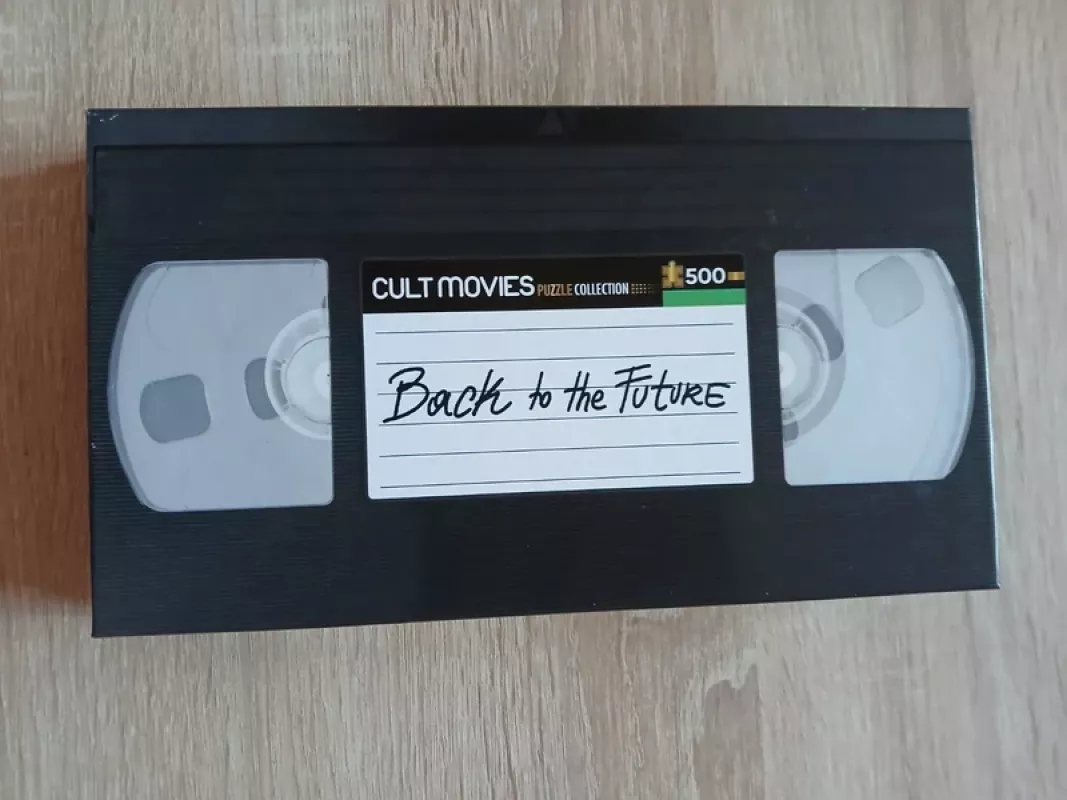 CULT MOVIES PUZZLE COLLECTION 500
Back to the Future